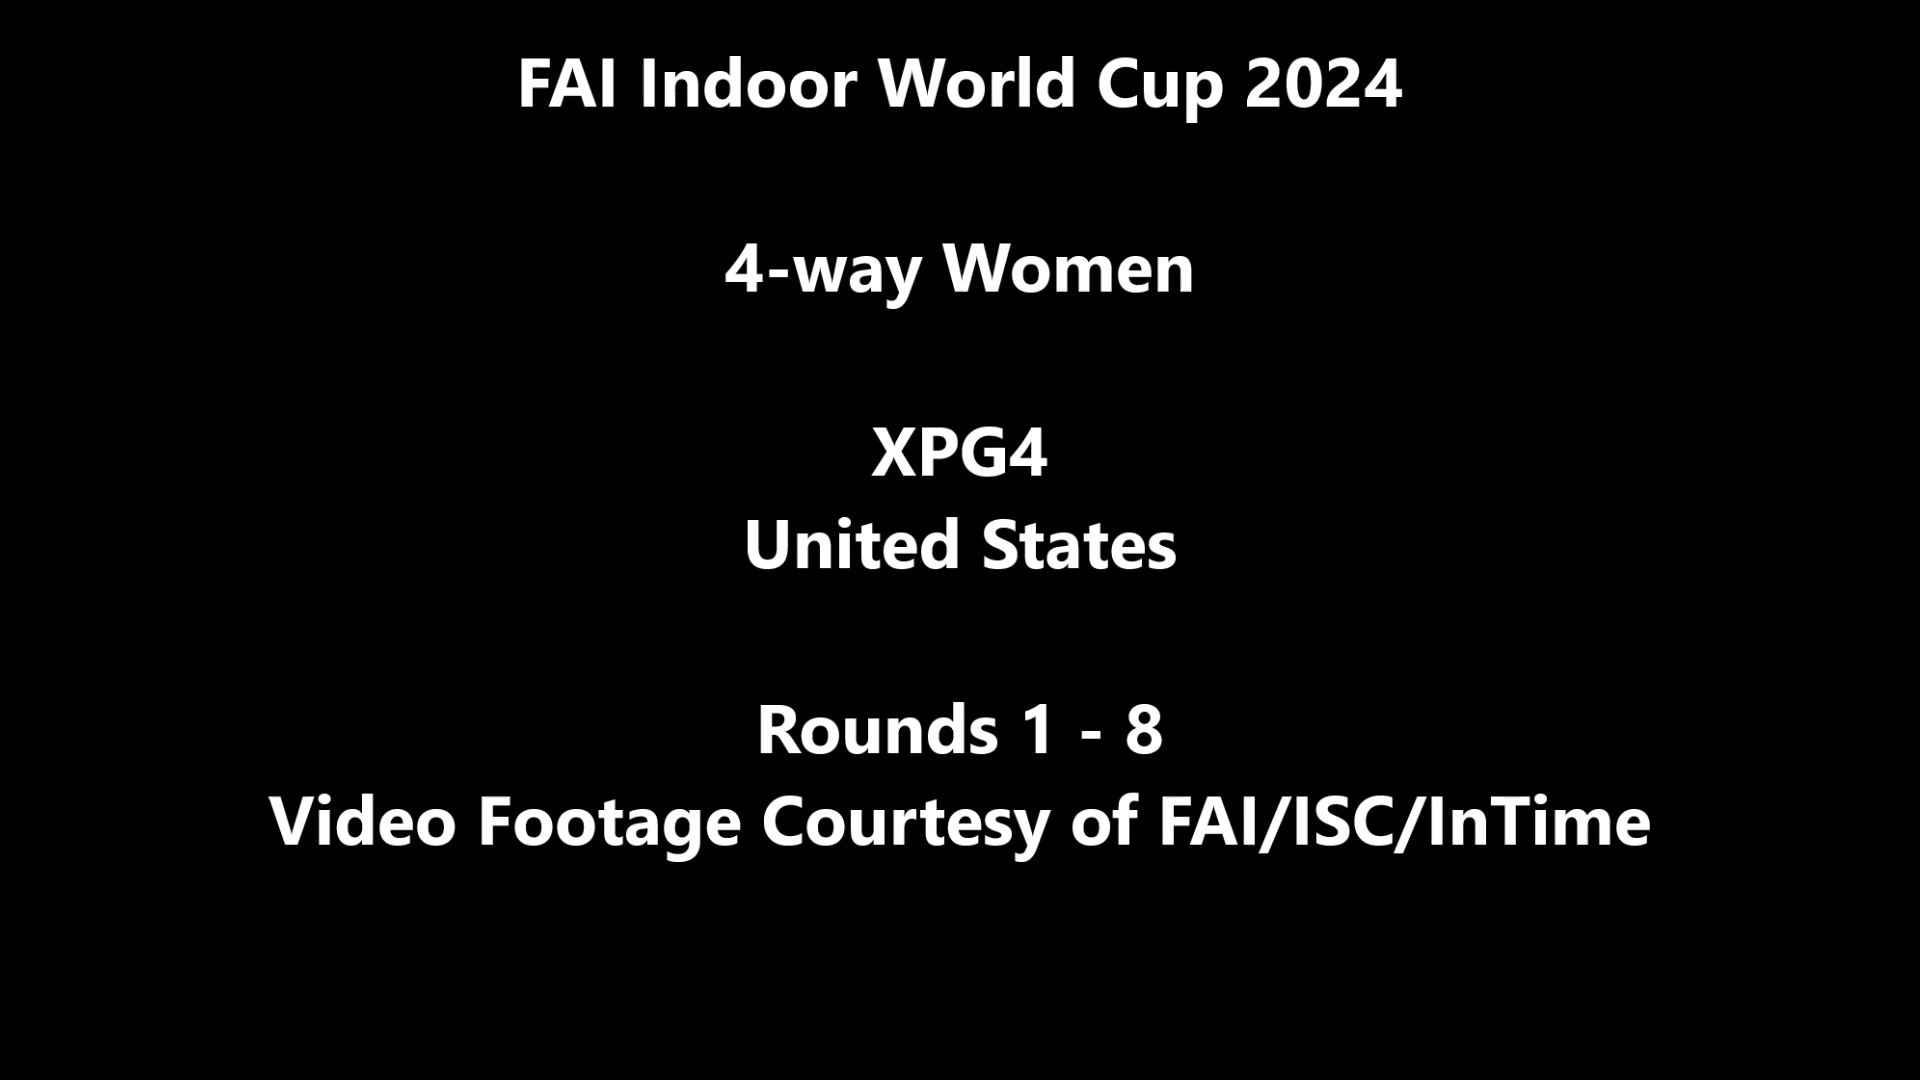 FAI Indoor World Cup 2024
4-way Women
XPG4
United States
Rounds 1 - 8
Video Footage Courtesy of FAI/ISC/InTime